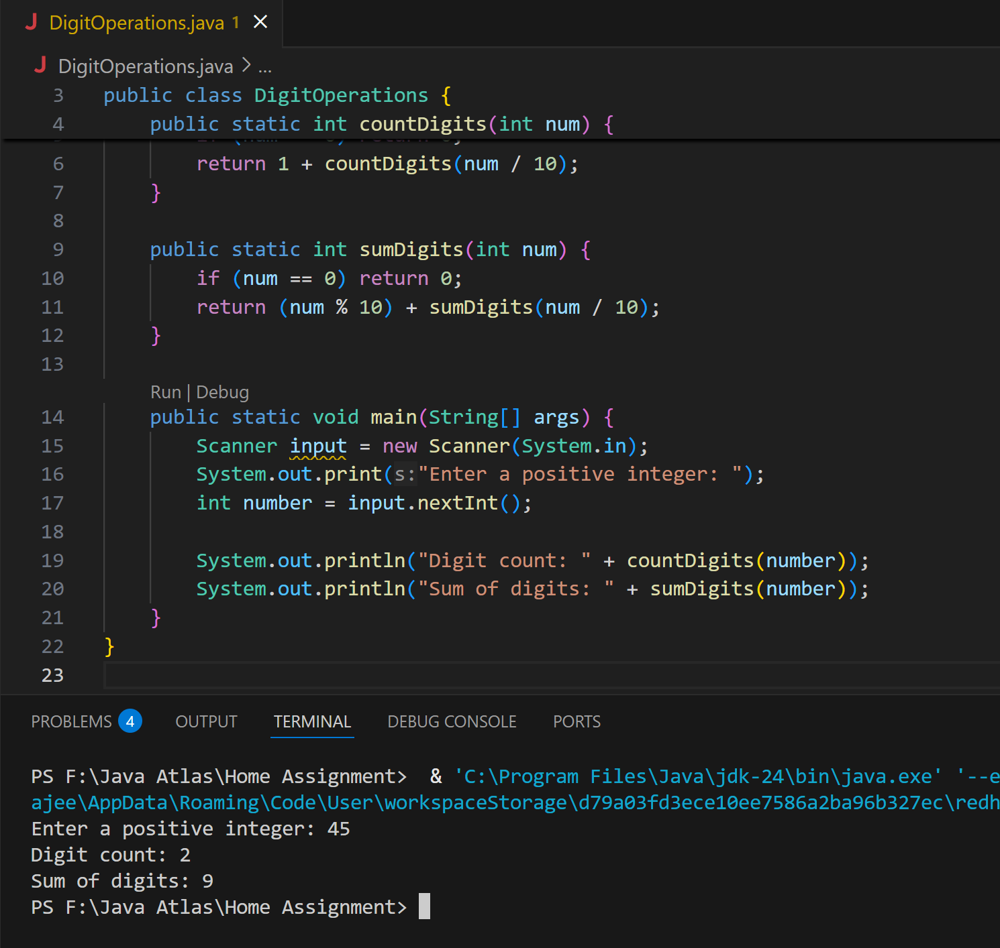 DigitOperations.java 1
DigitOperations.java > ...
3 public class DigitOperations {
4     public static int countDigits(int num) {
6         return 1 + countDigits(num / 10);
7     }
8
9     public static int sumDigits(int num) {
10         if (num == 0) return 0;
11         return (num % 10) + sumDigits(num / 10);
12     }
13
Run | Debug
14     public static void main(String[] args) {
15         Scanner input = new Scanner(System.in);
16         System.out.print(s:"Enter a positive integer: ");
17         int number = input.nextInt();
18
19         System.out.println("Digit count: " + countDigits(number));
20         System.out.println("Sum of digits: " + sumDigits(number));
21     }
22 }
23
PROBLEMS 4 OUTPUT TERMINAL DEBUG CONSOLE PORTS
PS F:\Java Atlas\Home Assignment>  & 'C:\Program Files\Java\jdk-24\bin\java.exe' '--e
ajee\AppData\Roaming\Code\User\workspaceStorage\d79a03fd3ece10ee7586a2ba96b327ec\redh
Enter a positive integer: 45
Digit count: 2
Sum of digits: 9
PS F:\Java Atlas\Home Assignment>